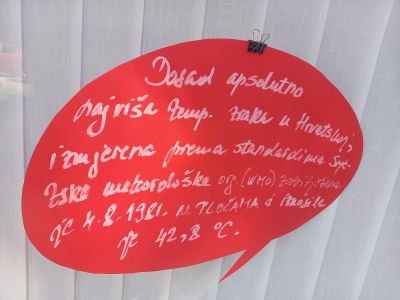 Dosad apsolutno
najviša temp. zraka u Hrvatskoj,
izmjerena prema standardima Svj-
etske meteorološke org. (WMO) zabilježena
je 4.8.1981. u PLOČAMA i iznosila
je 42,8 °C.